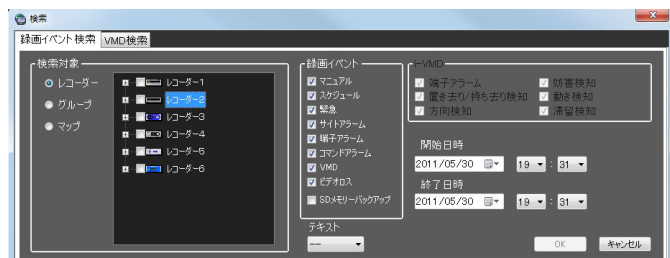 検索
録画イベント検索 VMD検索
検索対象
レコーダー
グループ
マップ
レコーダー1
レコーダー2
レコーダー3
レコーダー4
レコーダー5
レコーダー6
録画イベント
マニュアル
スケジュール
緊急
サイトアラーム
端子アラーム
コマンドアラーム
VMD
ビデオロス
SDメモリーバックアップ
テキスト
--
i-VMD
端子アラーム 妨害検知
置き去り/持ち去り検知 動き検知
方向検知 滞留検知
開始日時
2011/05/30 19 : 31
終了日時
2011/05/30 19 : 31
OK キャンセル